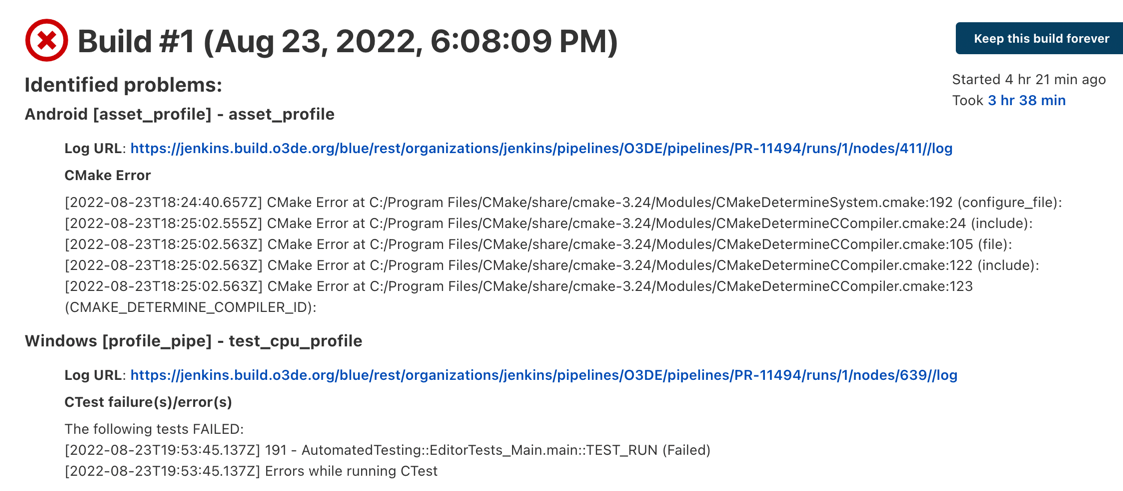 Build #1 (Aug 23, 2022, 6:08:09 PM)
Keep this build forever
Started 4 hr 21 min ago
Took 3 hr 38 min
Identified problems:
Android [asset_profile] - asset_profile
Log URL: https://jenkins.build.o3de.org/blue/rest/organizations/jenkins/pipelines/O3DE/pipelines/PR-11494/runs/1/nodes/411//log
CMake Error
[2022-08-23T18:24:40.657Z] CMake Error at C:/Program Files/CMake/share/cmake-3.24/Modules/CMakeDetermineSystem.cmake:192 (configure_file):
[2022-08-23T18:25:02.555Z] CMake Error at C:/Program Files/CMake/share/cmake-3.24/Modules/CMakeDetermineCCompiler.cmake:24 (include):
[2022-08-23T18:25:02.563Z] CMake Error at C:/Program Files/CMake/share/cmake-3.24/Modules/CMakeDetermineCCompiler.cmake:105 (file):
[2022-08-23T18:25:02.563Z] CMake Error at C:/Program Files/CMake/share/cmake-3.24/Modules/CMakeDetermineCCompiler.cmake:122 (include):
[2022-08-23T18:25:02.563Z] CMake Error at C:/Program Files/CMake/share/cmake-3.24/Modules/CMakeDetermineCCompiler.cmake:123
(CMAKE_DETERMINE_COMPILER_ID):
Windows [profile_pipe] - test_cpu_profile
Log URL: https://jenkins.build.o3de.org/blue/rest/organizations/jenkins/pipelines/O3DE/pipelines/PR-11494/runs/1/nodes/639//log
CTest failure(s)/error(s)
The following tests FAILED:
[2022-08-23T19:53:45.137Z] 191 - AutomatedTesting::EditorTests_Main.main::TEST_RUN (Failed)
[2022-08-23T19:53:45.137Z] Errors while running CTest